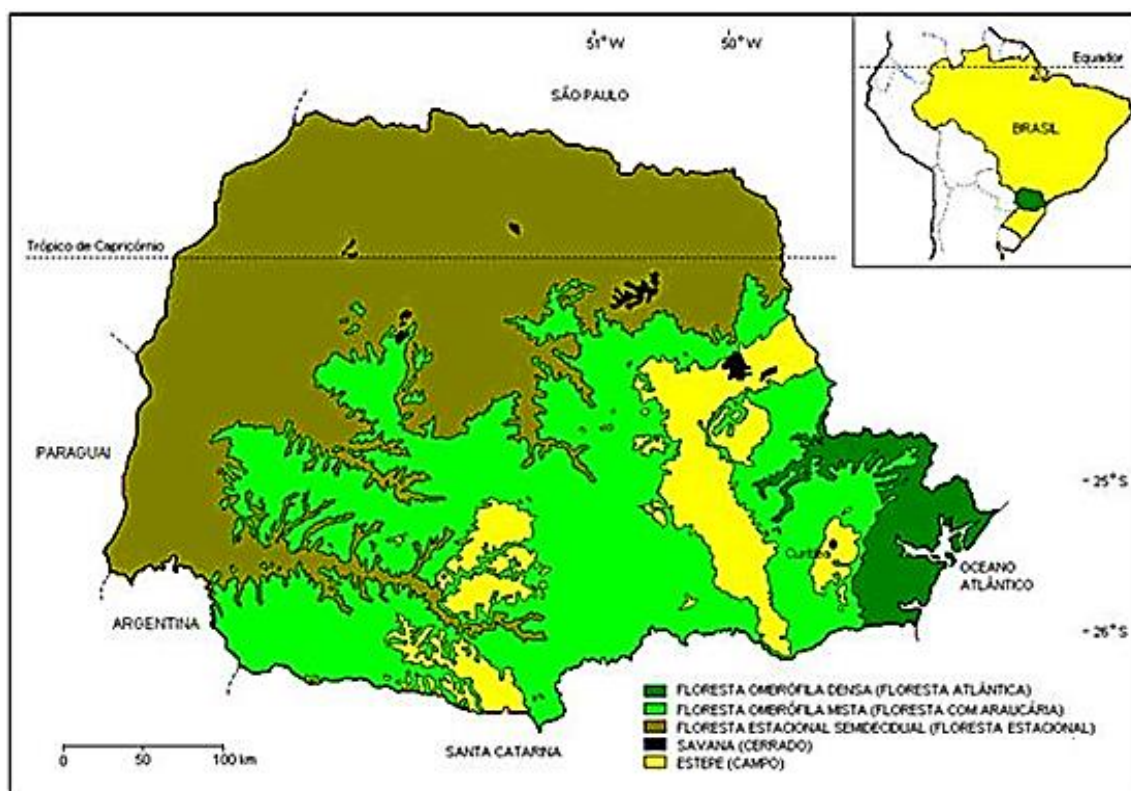 51° W
50° W
SÃO PAULO
Equador
BRASIL
Trópico de Capricórnio
PARAGUAI
- 25° S
Curitiba
OCEANO
ATLÂNTICO
ARGENTINA
- 26° S
FLORESTA OMBRÓFILA DENSA (FLORESTA ATLÂNTICA)
FLORESTA OMBRÓFILA MISTA (FLORESTA COM ARAUCÁRIA)
FLORESTA ESTACIONAL SEMIDECIDUAL (FLORESTA ESTACIONAL)
SAVANA (CERRADO)
ESTEPE (CAMPO)
SANTA CATARINA
0 50 100 km